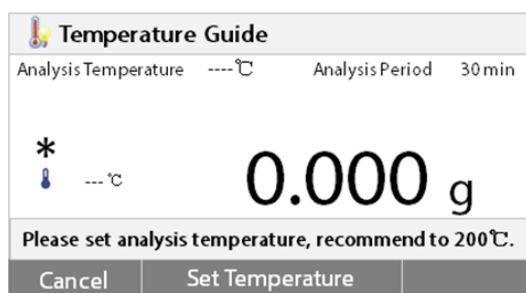 Temperature Guide
Analysis Temperature ----℃ Analysis Period 30 min
*
---℃ 0.000 g
Please set analysis temperature, recommend to 200℃.
Cancel Set Temperature